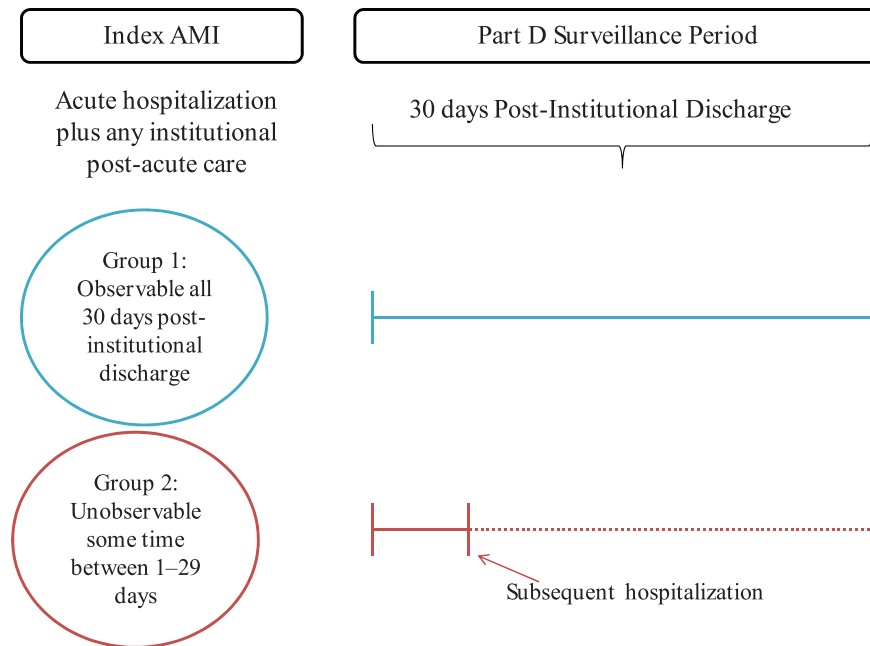 Index AMI
Part D Surveillance Period
Acute hospitalization
plus any institutional
post-acute care
30 days Post-Institutional Discharge
Group 1:
Observable all
30 days post-
institutional
discharge
Group 2:
Unobservable
some time
between 1–29
days
Subsequent hospitalization